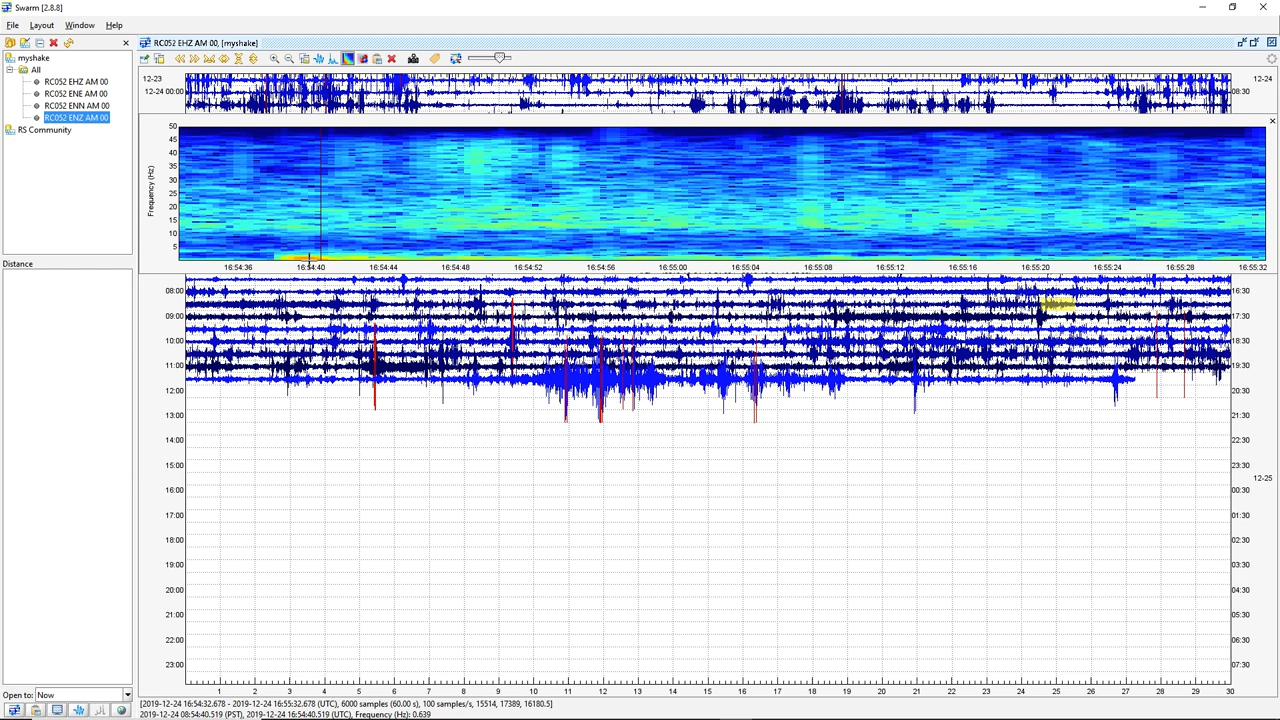 Swarm [2.8.8]
File Layout Window Help
RC052 EHZ AM 00, [myshake]
myshake
All
RC052 EHZ AM 00
RC052 ENE AM 00
RC052 ENN AM 00
RC052 ENZ AM 00
RS Community
Distance
Open to: Now
12-23
12-24 00:00
12-24
08:30
Frequency (Hz)
50
45
40
35
30
25
20
15
10
5
16:54:36 16:54:40 16:54:44 16:54:48 16:54:52 16:54:56 16:55:00 16:55:04 16:55:08 16:55:12 16:55:16 16:55:20 16:55:24 16:55:28 16:55:32
08:00 16:30
09:00 17:30
10:00 18:30
11:00 19:30
12:00 20:30
13:00 21:30
14:00 22:30
15:00 23:30
12-25
16:00 00:30
17:00 01:30
18:00 02:30
19:00 03:30
20:00 04:30
21:00 05:30
22:00 06:30
23:00 07:30
1 2 3 4 5 6 7 8 9 10 11 12 13 14 15 16 17 18 19 20 21 22 23 24 25 26 27 28 29 30
[2019-12-24 16:54:32.678 - 2019-12-24 16:55:32.678 (UTC), 6000 samples (60.00 s), 100 samples/s, 15514, 17389, 16180.5]
2019-12-24 08:54:40.519 (PST), 2019-12-24 16:54:40.519 (UTC), Frequency (Hz): 0.639